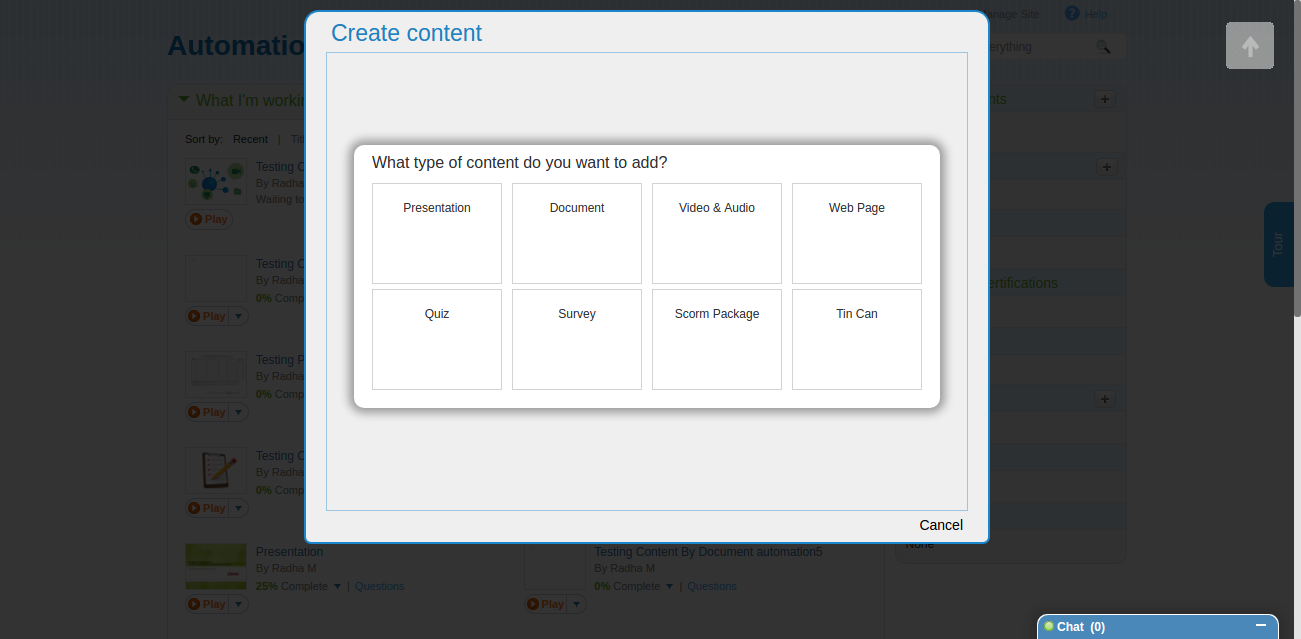 Create content
Manage Site
Help
Automatio
everything
What I'm workin
Sort by: Recent | Titl
What type of content do you want to add?
Presentation
Document
Video & Audio
Web Page
Quiz
Survey
Scorm Package
Tin Can
Cancel
Testing C
By Radha
Waiting to
Play
Testing C
By Radha
0% Comp
Play
Testing P
By Radha
0% Comp
Play
Testing C
By Radha
0% Comp
Play
Presentation
By Radha M
25% Complete | Questions
Play
Testing Content By Document automation5
By Radha M
0% Complete | Questions
Play
nts
ertifications
None
Tour
Chat (0)